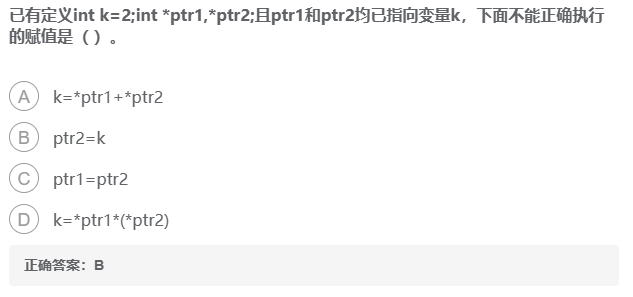 已有定义int k=2;int *ptr1,*ptr2;且ptr1和ptr2均已指向变量k，下面不能正确执行
的赋值是（ ）。
A k=*ptr1+*ptr2
B ptr2=k
C ptr1=ptr2
D k=*ptr1*(*ptr2)
正确答案：B